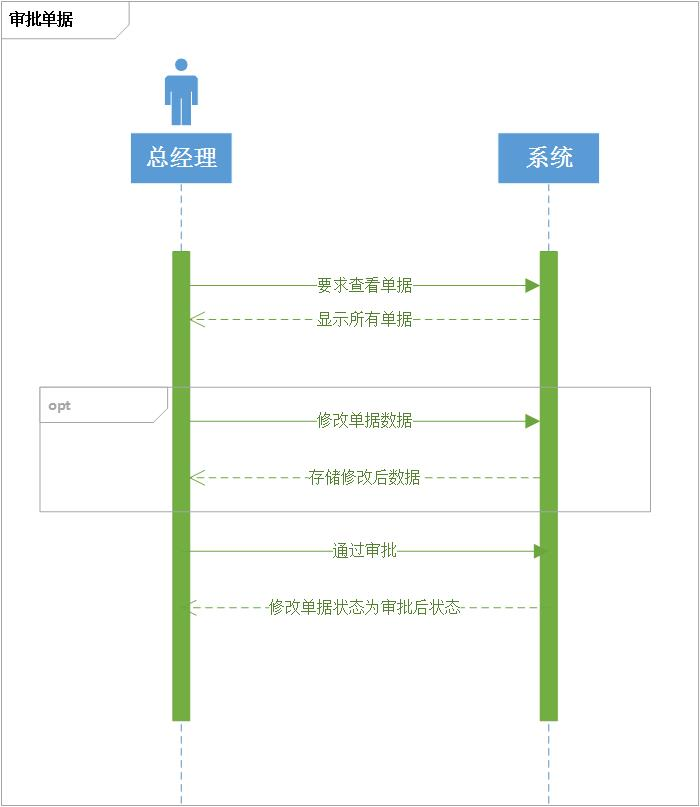 审批单据
总经理
系统
要求查看单据
显示所有单据
opt
修改单据数据
存储修改后数据
通过审批
修改单据状态为审批后状态